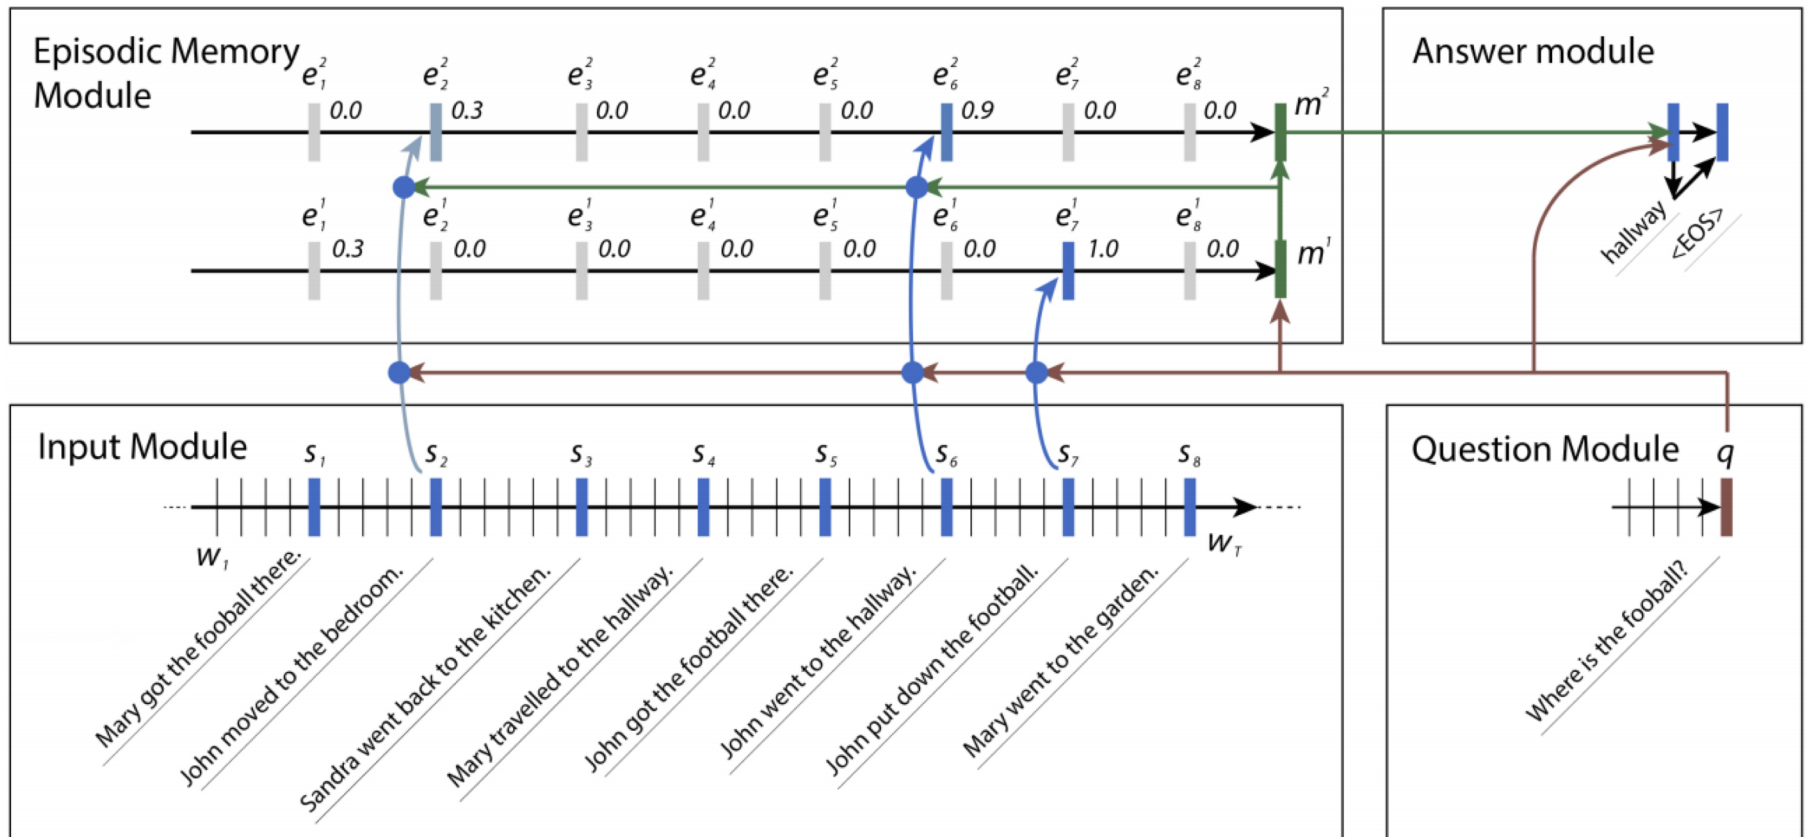 Episodic Memory
Module
e₁² e₂² e₃² e₄² e₅² e₆² e₇² e₈²
0.0 0.3 0.0 0.0 0.0 0.9 0.0 0.0 m²
e₁¹ e₂¹ e₃¹ e₄¹ e₅¹ e₆¹ e₇¹ e₈¹
0.3 0.0 0.0 0.0 0.0 0.0 1.0 0.0 m¹
Answer module
hallway
<EOS>
Input Module
s₁ s₂ s₃ s₄ s₅ s₆ s₇ s₈
w₁ w_T
Mary got the fooball there.
John moved to the bedroom.
Sandra went back to the kitchen.
Mary travelled to the hallway.
John got the football there.
John went to the hallway.
John put down the football.
Mary went to the garden.
Question Module
q
Where is the fooball?